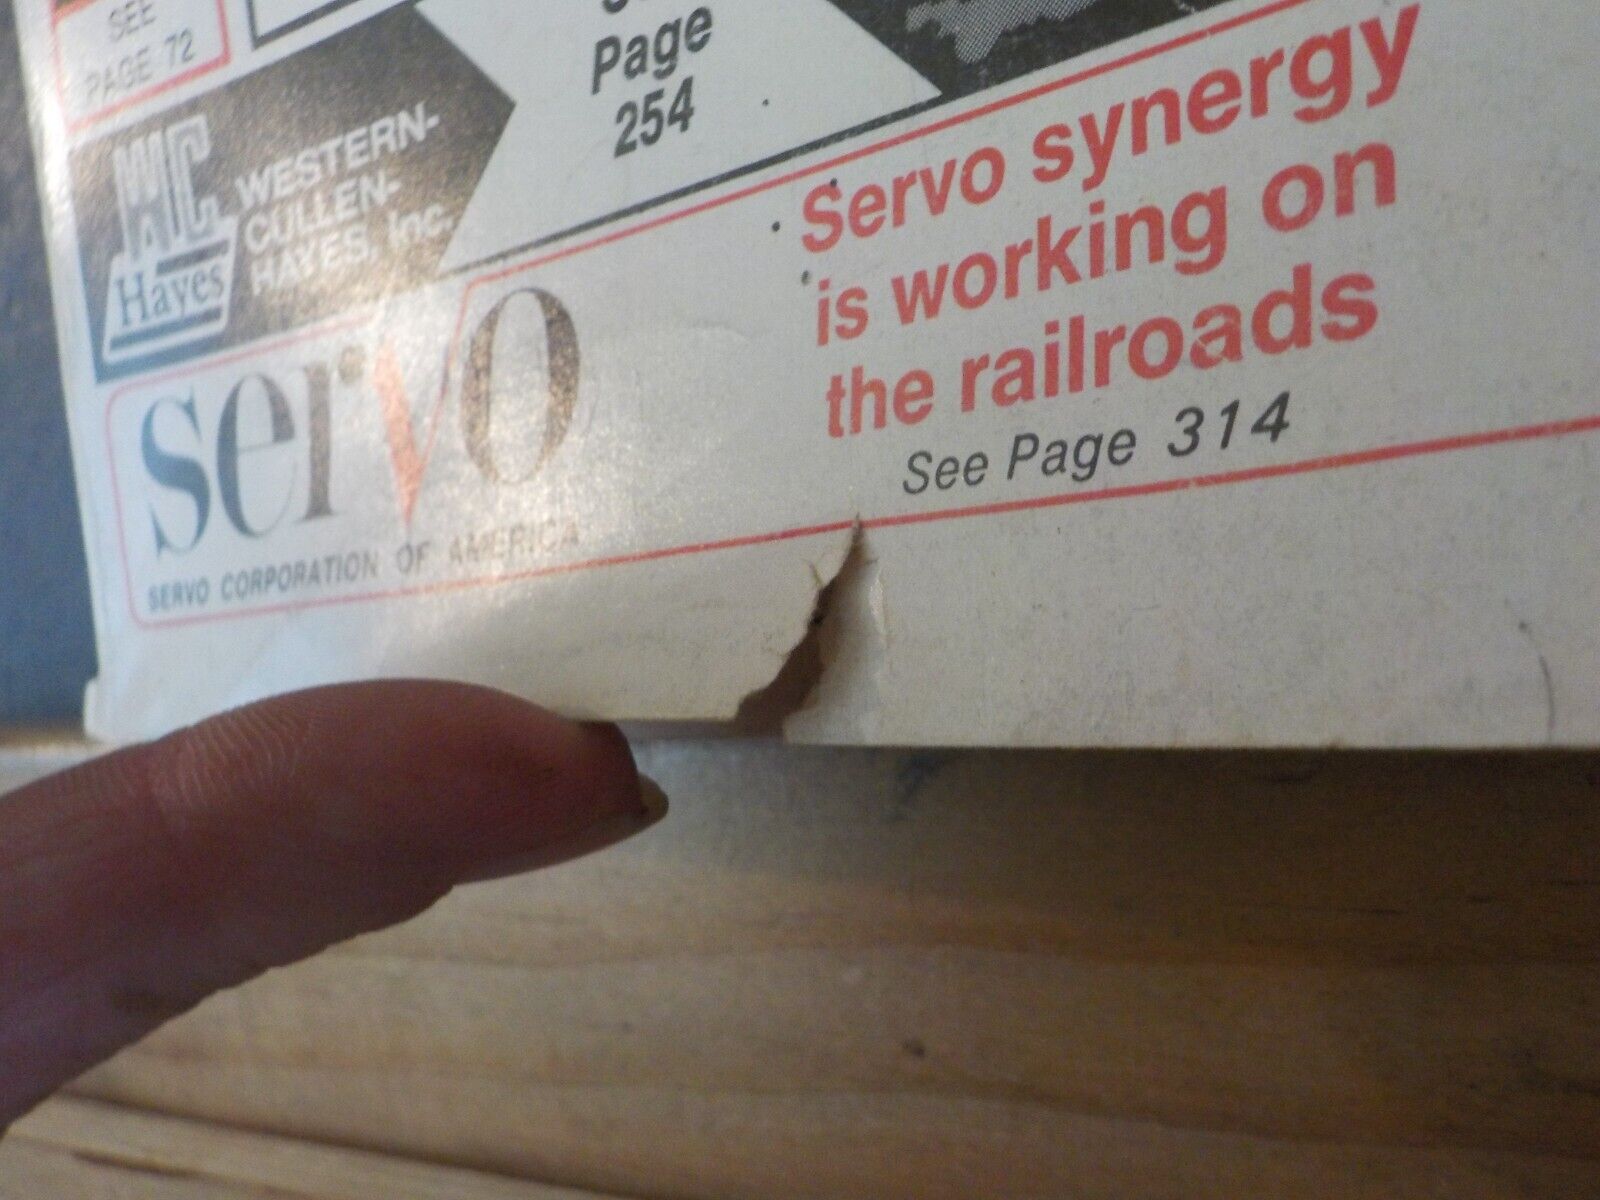 SEE
PAGE 72
Page
254
WC
Hayes
WESTERN-
CULLEN-
HAYES, Inc.
servo
SERVO CORPORATION OF AMERICA
Servo synergy
is working on
the railroads
See Page 314